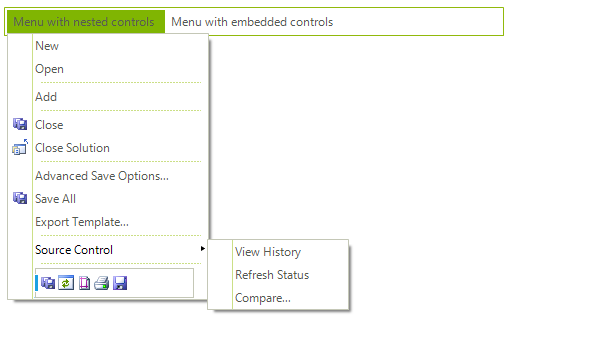 Menu with nested controls Menu with embedded controls
New
Open
Add
Close
Close Solution
Advanced Save Options...
Save All
Export Template...
Source Control
View History
Refresh Status
Compare...